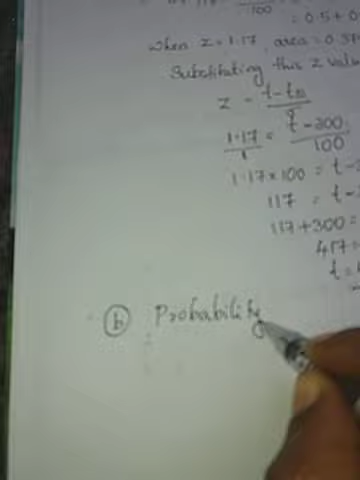 100
= 0.5 + 0
When z = 1.17, area = 0.37
Substituting this z valu
z = t - t₀
σ
1.17 = t - 300
1 100
1.17 x 100 = t -
117 = t -
117 + 300 =
417 =
t =
(b) Probability